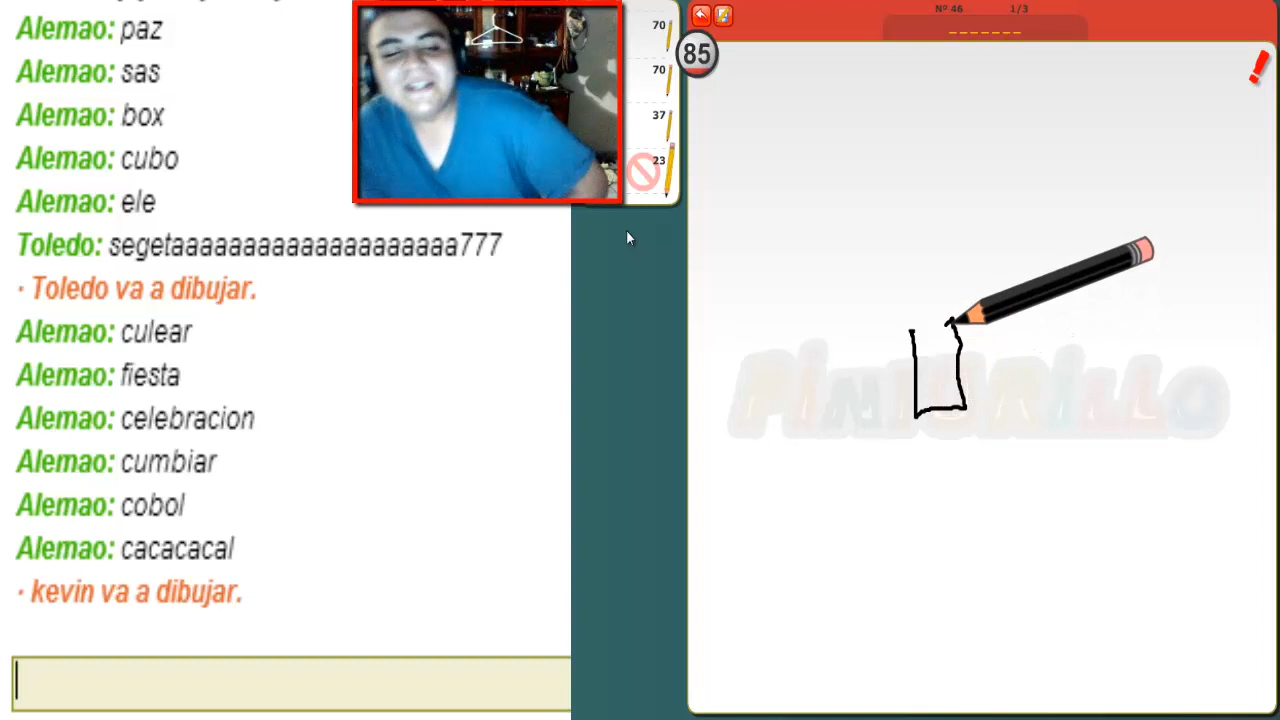 Alemao: paz
Alemao: sas
Alemao: box
Alemao: cubo
Alemao: ele
Toledo: segetaaaaaaaaaaaaaaaaaaaa777
· Toledo va a dibujar.
Alemao: culear
Alemao: fiesta
Alemao: celebracion
Alemao: cumbiar
Alemao: cobol
Alemao: cacacacal
· kevin va a dibujar.
70
70
37
23
85
Nº 46 1/3
_ _ _ _ _ _ _
PINTURILLO